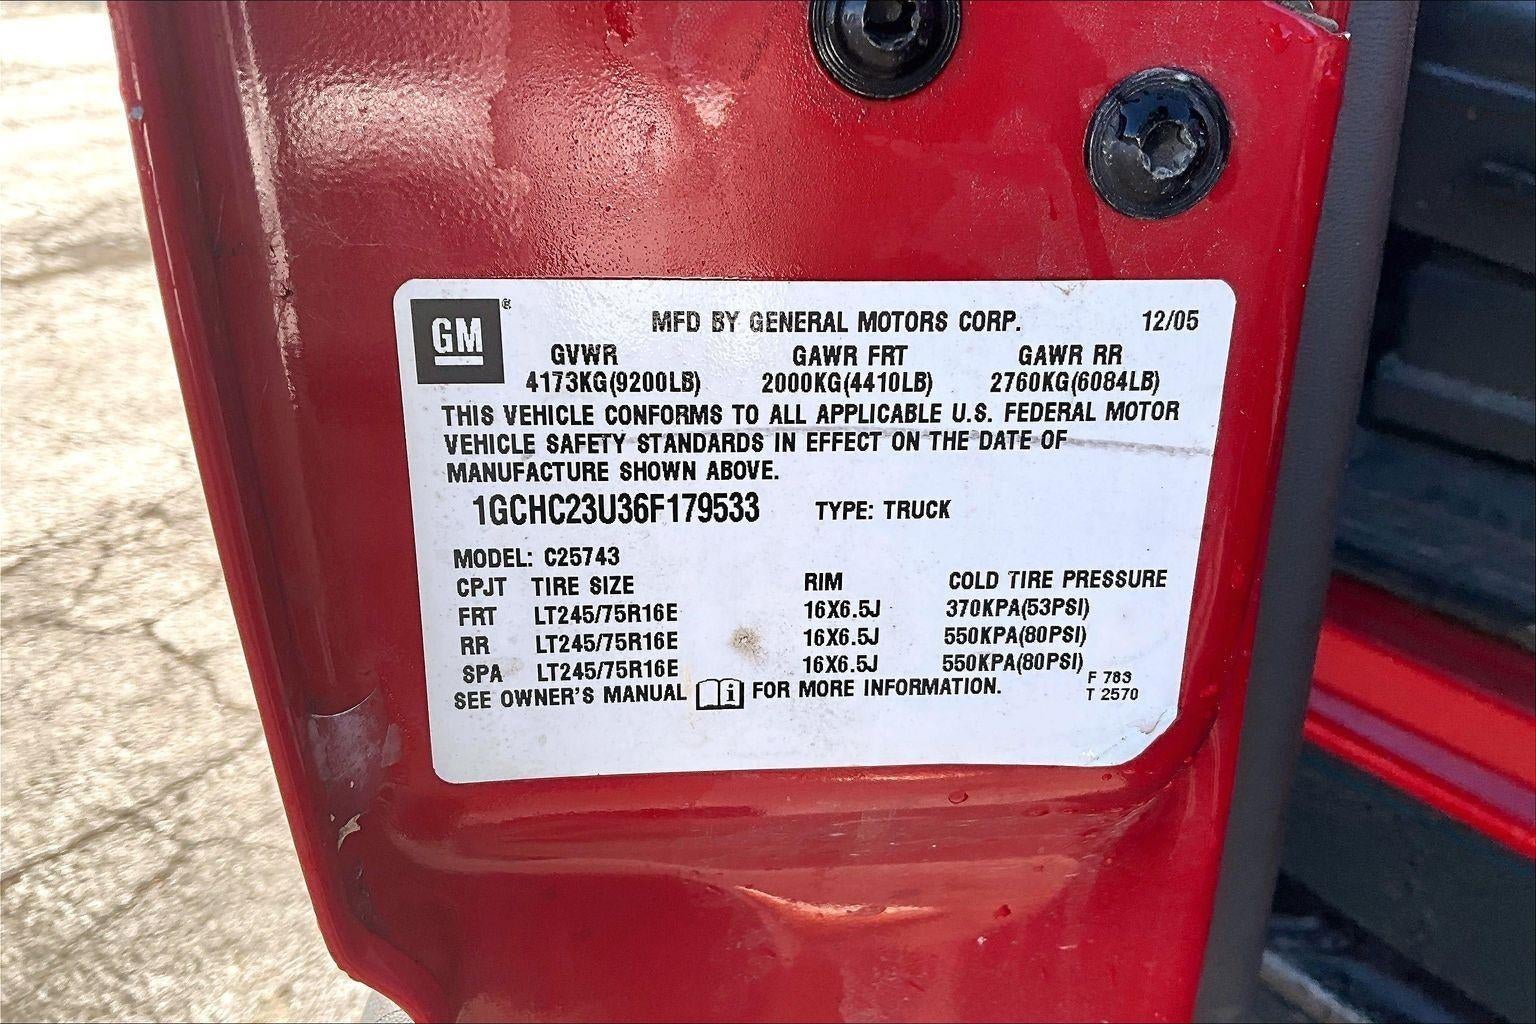 GM ®
MFD BY GENERAL MOTORS CORP. 12/05
GVWR GAWR FRT GAWR RR
4173KG(9200LB) 2000KG(4410LB) 2760KG(6084LB)
THIS VEHICLE CONFORMS TO ALL APPLICABLE U.S. FEDERAL MOTOR
VEHICLE SAFETY STANDARDS IN EFFECT ON THE DATE OF
MANUFACTURE SHOWN ABOVE.
1GCHC23U36F179533 TYPE: TRUCK
MODEL: C25743
CPJT TIRE SIZE RIM COLD TIRE PRESSURE
FRT LT245/75R16E 16X6.5J 370KPA(53PSI)
RR LT245/75R16E 16X6.5J 550KPA(80PSI)
SPA LT245/75R16E 16X6.5J 550KPA(80PSI)
SEE OWNER'S MANUAL i FOR MORE INFORMATION.
F 783
T 2570